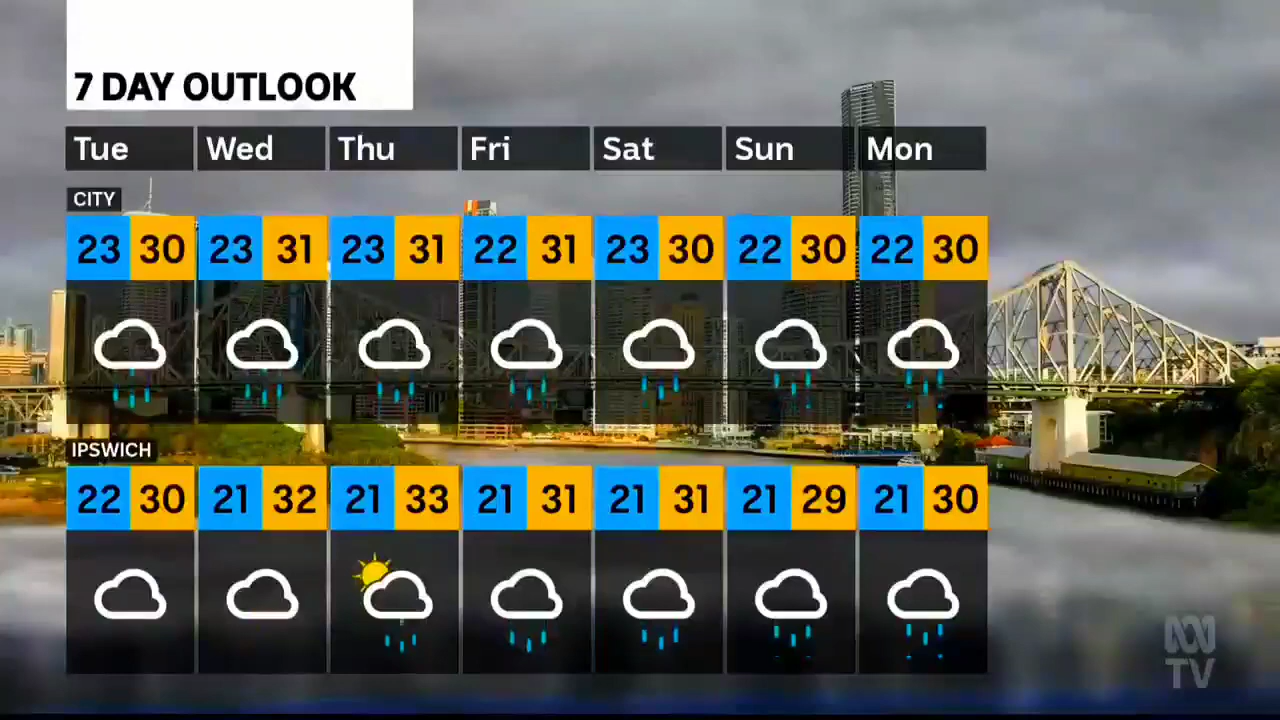 7 DAY OUTLOOK
Tue Wed Thu Fri Sat Sun Mon
CITY
23 30 23 31 23 31 22 31 23 30 22 30 22 30
IPSWICH
22 30 21 32 21 33 21 31 21 31 21 29 21 30
TV